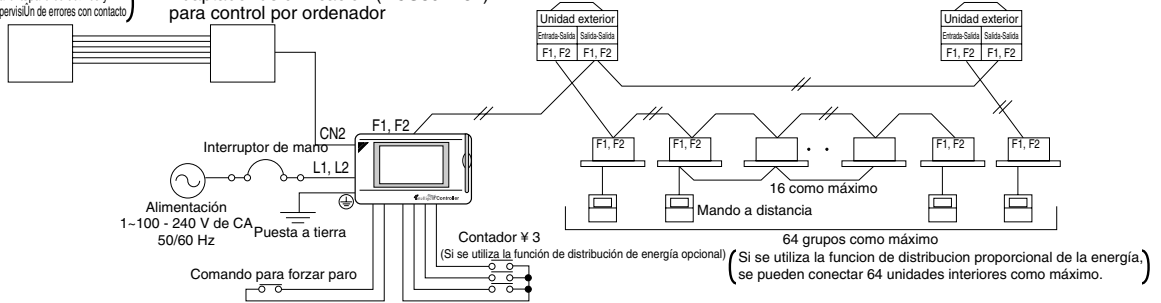 pervisiÜn de errores con contacto
para control por ordenador
Unidad exterior
Entrada-Salida Salida-Salida
F1, F2 F1, F2
Unidad exterior
Entrada-Salida Salida-Salida
F1, F2 F1, F2
CN2
F1, F2
Interruptor de mano
L1, L2
Alimentación
1~100 - 240 V de CA
50/60 Hz
Puesta a tierra
Controller
F1, F2
F1, F2
. .
F1, F2
F1, F2
16 como máximo
Mando a distancia
Contador ¥ 3
(Si se utiliza la función de distribución de energía opcional)
Comando para forzar paro
64 grupos como máximo
(Si se utiliza la funcion de distribucion proporcional de la energía,
se pueden conectar 64 unidades interiores como máximo.)